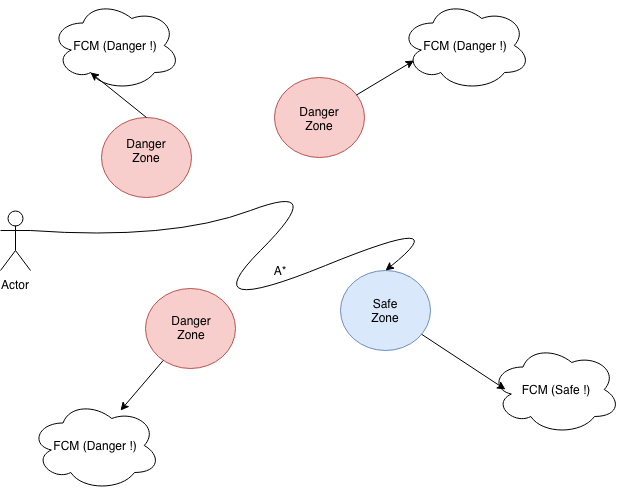 FCM (Danger !)
FCM (Danger !)
Danger
Zone
Danger
Zone
A*
Actor
Danger
Zone
Safe
Zone
FCM (Safe !)
FCM (Danger !)